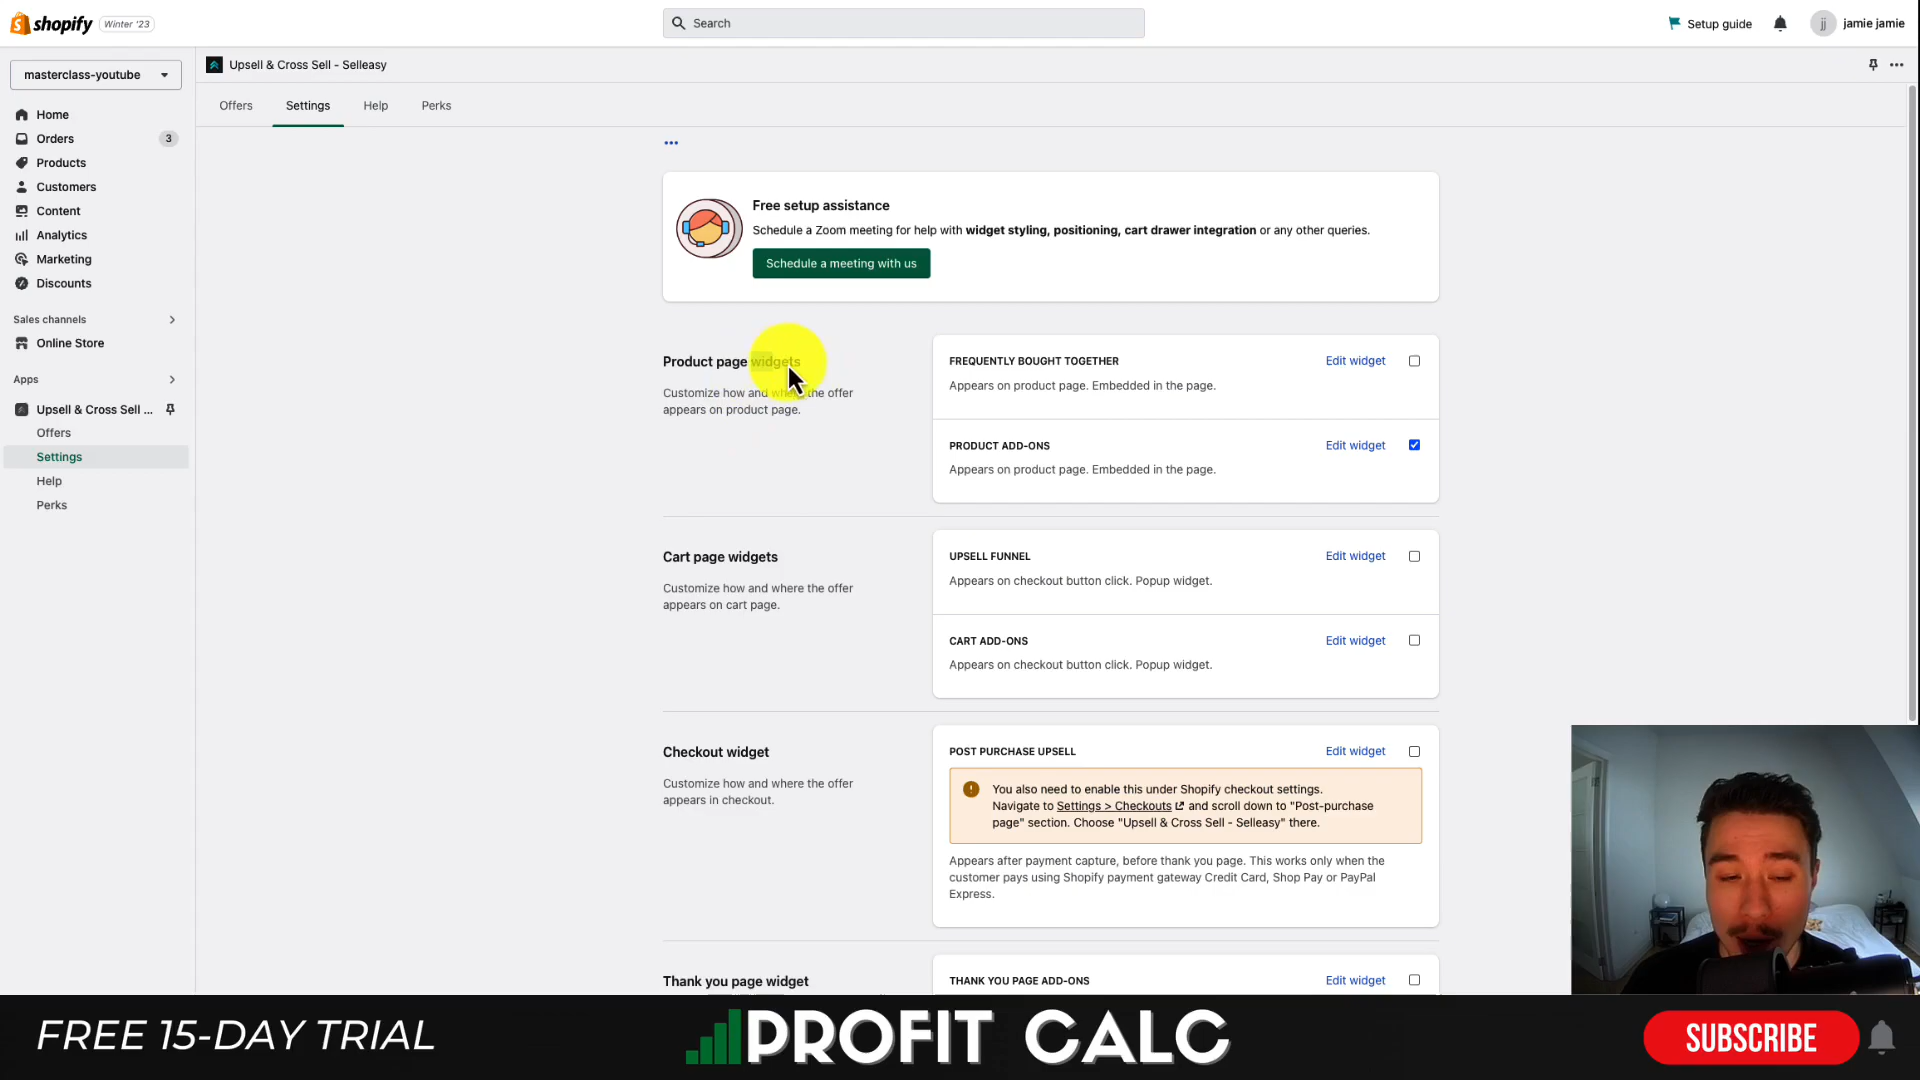 shopify
Winter '23
Search
Setup guide
jj
jamie jamie
masterclass-youtube
Upsell & Cross Sell - Selleasy
Offers
Settings
Help
Perks
Home
Orders
3
Products
Customers
Content
Analytics
Marketing
Discounts
Sales channels
Online Store
Apps
Upsell & Cross Sell ...
Offers
Settings
Help
Perks
Free setup assistance
Schedule a Zoom meeting for help with widget styling, positioning, cart drawer integration or any other queries.
Schedule a meeting with us
Product page widgets
Customize how and where the offer
appears on product page.
FREQUENTLY BOUGHT TOGETHER
Edit widget
Appears on product page. Embedded in the page.
PRODUCT ADD-ONS
Edit widget
Appears on product page. Embedded in the page.
Cart page widgets
Customize how and where the offer
appears on cart page.
UPSELL FUNNEL
Edit widget
Appears on checkout button click. Popup widget.
CART ADD-ONS
Edit widget
Appears on checkout button click. Popup widget.
Checkout widget
Customize how and where the offer
appears in checkout.
POST PURCHASE UPSELL
Edit widget
You also need to enable this under Shopify checkout settings.
Navigate to Settings > Checkouts and scroll down to "Post-purchase
page" section. Choose "Upsell & Cross Sell - Selleasy" there.
Appears after payment capture, before thank you page. This works only when the
customer pays using Shopify payment gateway Credit Card, Shop Pay or PayPal
Express.
Thank you page widget
THANK YOU PAGE ADD-ONS
Edit widget
FREE 15-DAY TRIAL
PROFIT CALC
SUBSCRIBE